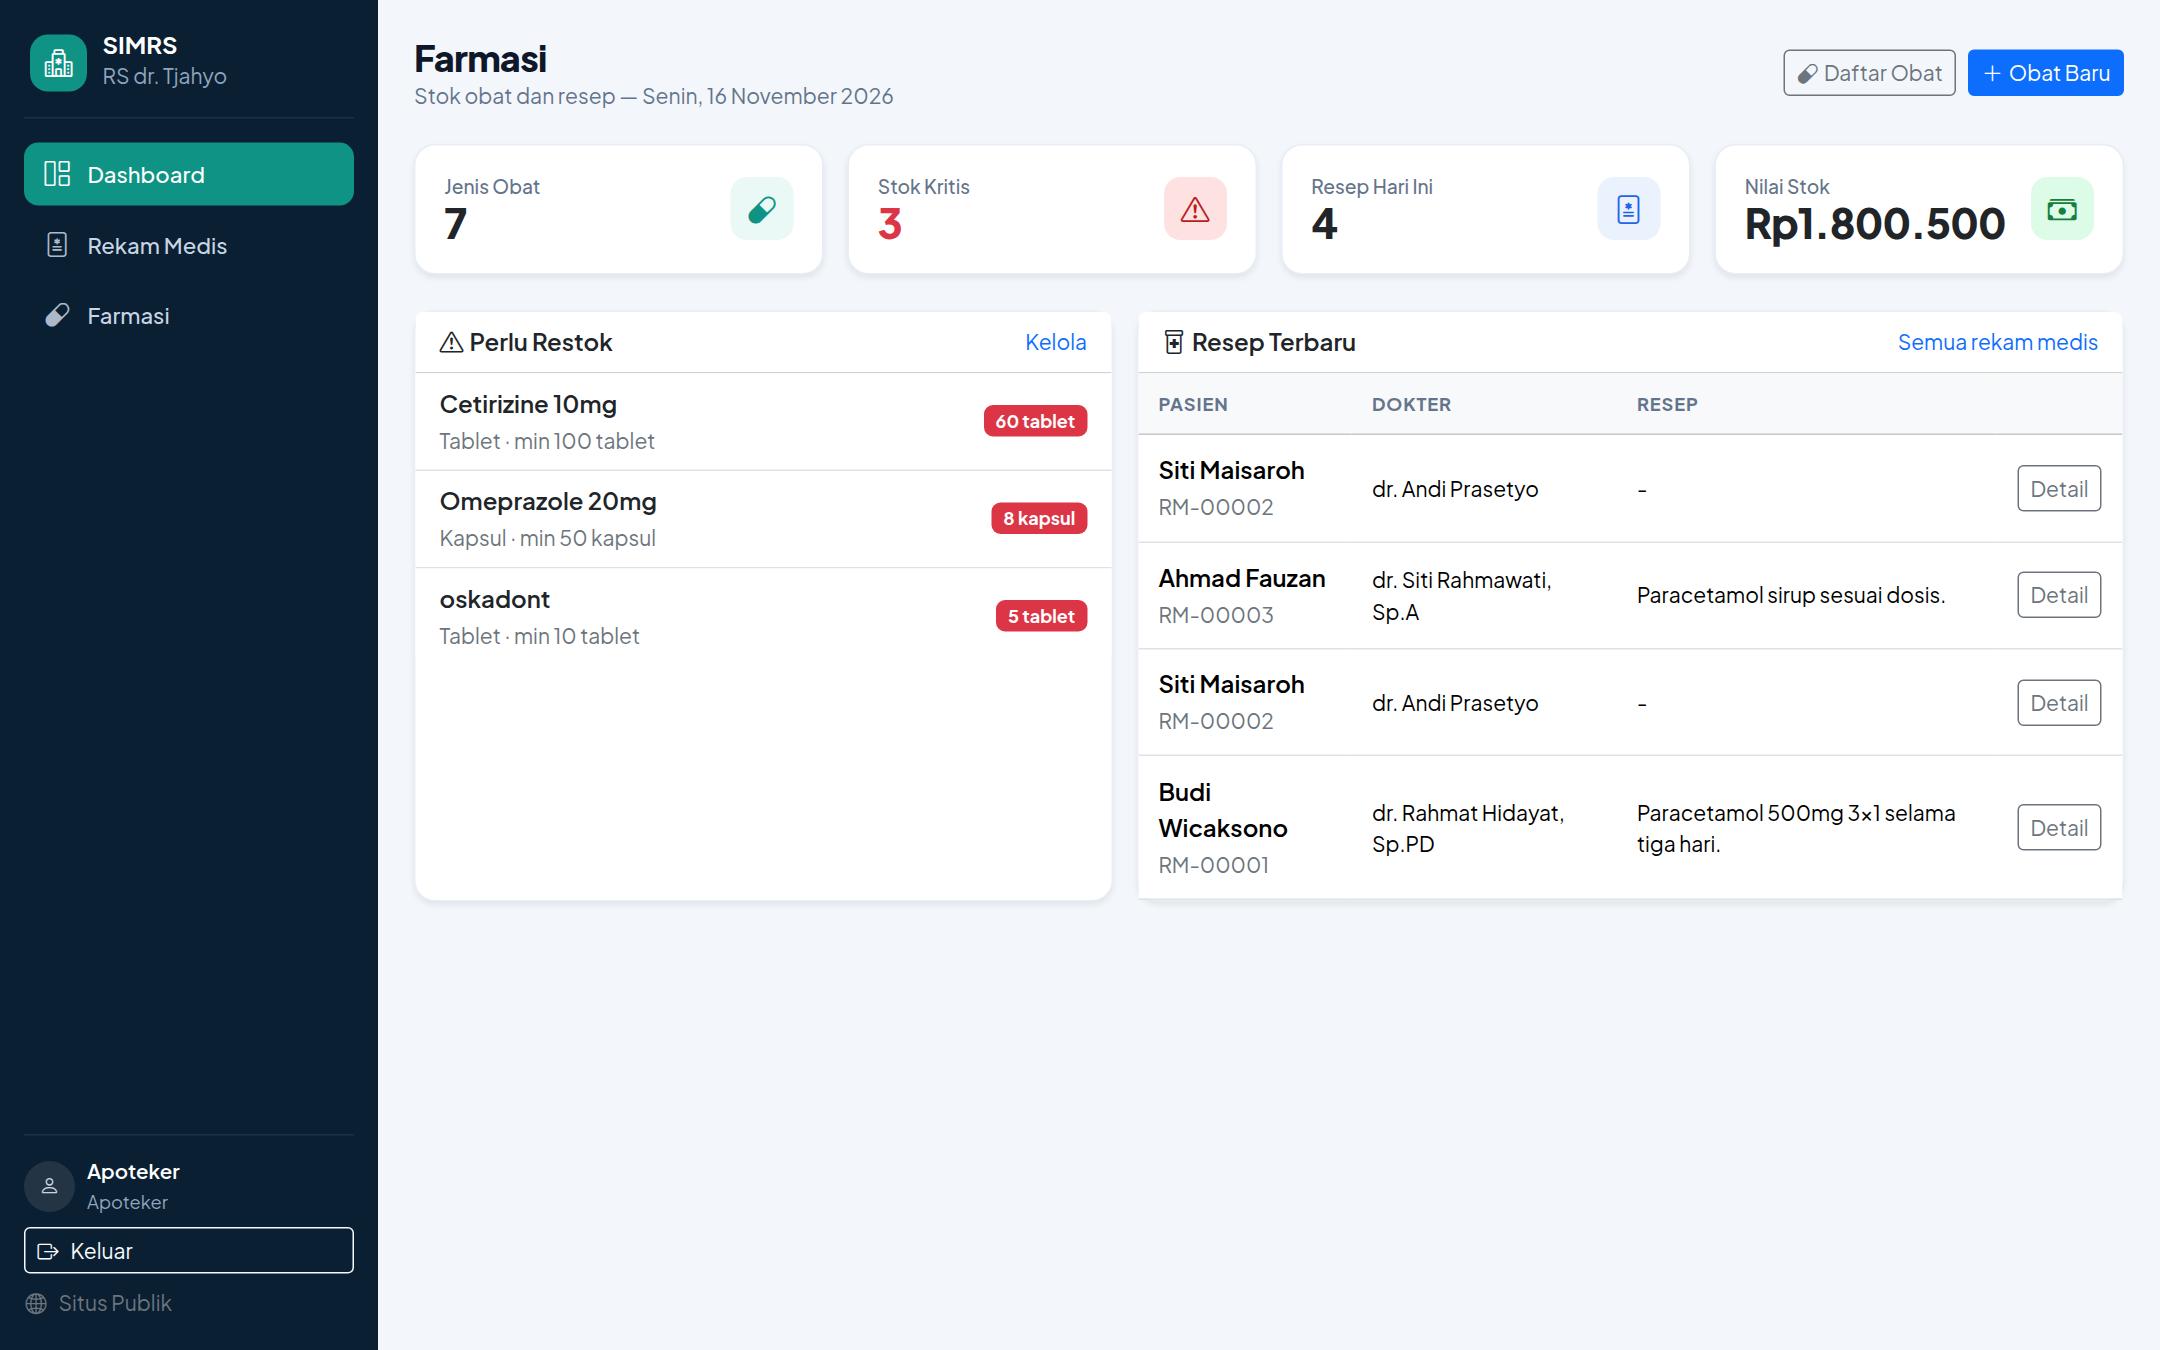 SIMRS
RS dr. Tjahyo
Dashboard
Rekam Medis
Farmasi
Apoteker
Apoteker
Keluar
Situs Publik
Farmasi
Stok obat dan resep — Senin, 16 November 2026
Daftar Obat
Obat Baru
Jenis Obat
7
Stok Kritis
3
Resep Hari Ini
4
Nilai Stok
Rp1.800.500
Perlu Restok
Kelola
Cetirizine 10mg
Tablet · min 100 tablet
60 tablet
Omeprazole 20mg
Kapsul · min 50 kapsul
8 kapsul
oskadont
Tablet · min 10 tablet
5 tablet
Resep Terbaru
Semua rekam medis
PASIEN DOKTER RESEP
Siti Maisaroh
RM-00002
dr. Andi Prasetyo
-
Detail
Ahmad Fauzan
RM-00003
dr. Siti Rahmawati,
Sp.A
Paracetamol sirup sesuai dosis.
Detail
Siti Maisaroh
RM-00002
dr. Andi Prasetyo
-
Detail
Budi
Wicaksono
RM-00001
dr. Rahmat Hidayat,
Sp.PD
Paracetamol 500mg 3×1 selama
tiga hari.
Detail